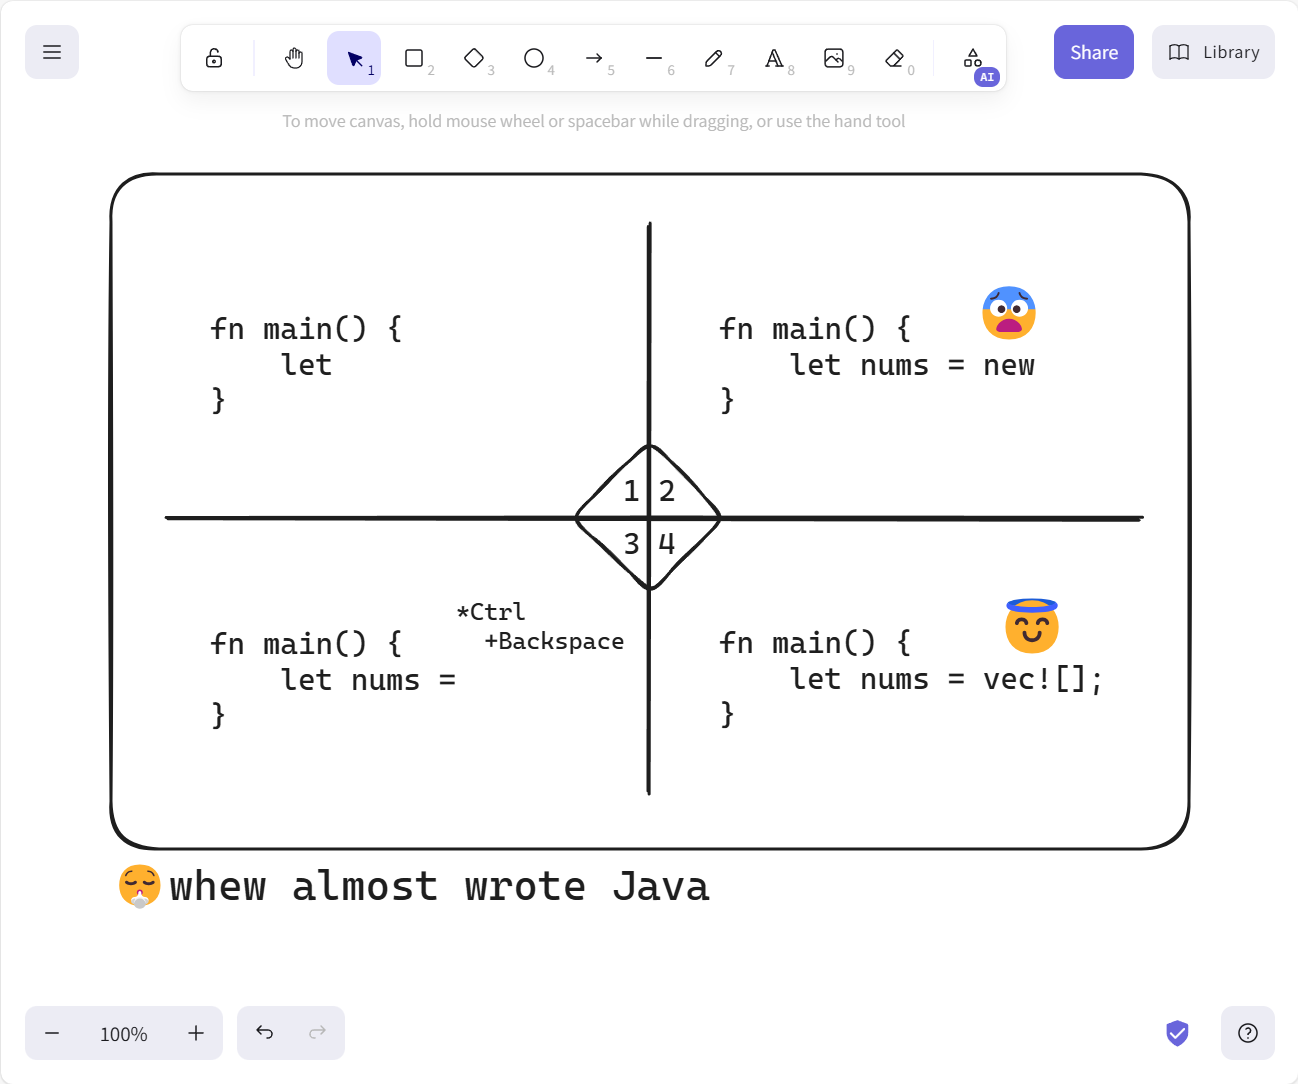 1 2 3 4 5 6 7 8 9 0 AI
Share
Library
To move canvas, hold mouse wheel or spacebar while dragging, or use the hand tool
fn main() {
    let
}
fn main() {
    let nums = new
}
1 2
3 4
*Ctrl
  +Backspace
fn main() {
    let nums =
}
fn main() {
    let nums = vec![];
}
whew almost wrote Java
100%